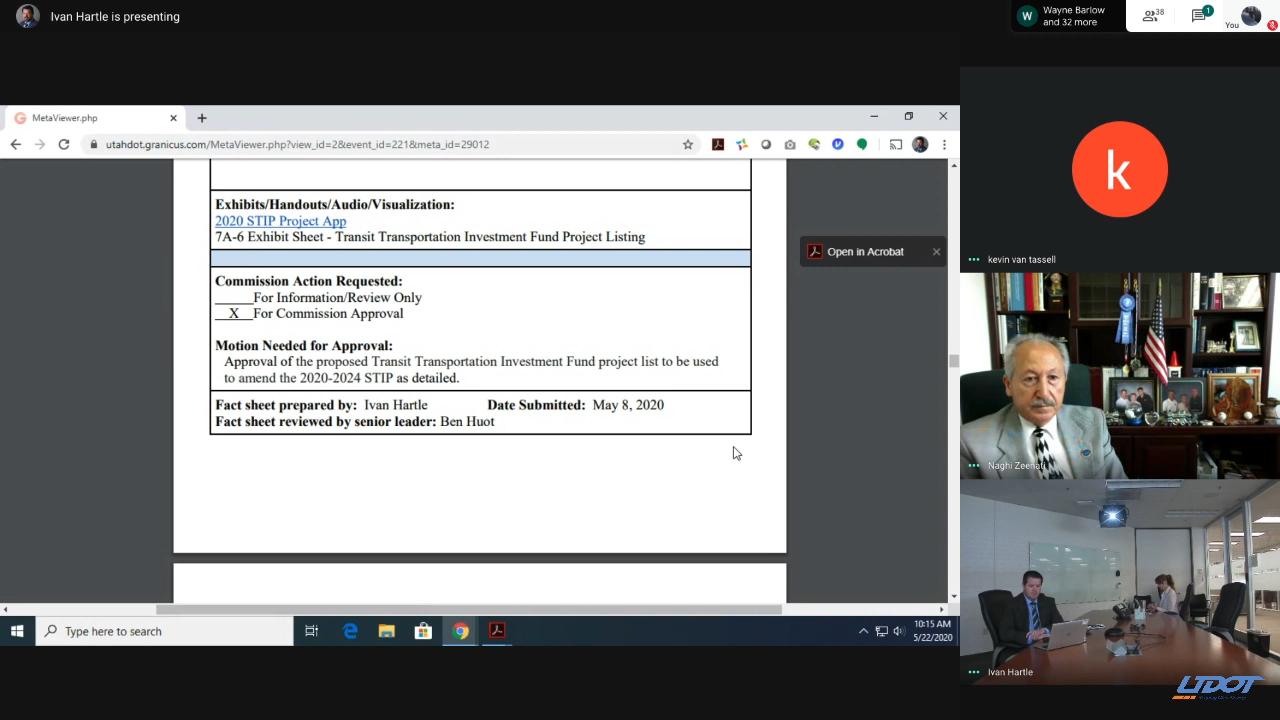 Ivan Hartle is presenting
Wayne Barlow
and 32 more
W
38
1
You
MetaViewer.php
utahdot.granicus.com/MetaViewer.php?view_id=2&event_id=221&meta_id=29012
Exhibits/Handouts/Audio/Visualization:
2020 STIP Project App
7A-6 Exhibit Sheet - Transit Transportation Investment Fund Project Listing
Open in Acrobat
Commission Action Requested:
______For Information/Review Only
__X__For Commission Approval
Motion Needed for Approval:
Approval of the proposed Transit Transportation Investment Fund project list to be used
to amend the 2020-2024 STIP as detailed.
Fact sheet prepared by: Ivan Hartle Date Submitted: May 8, 2020
Fact sheet reviewed by senior leader: Ben Huot
Type here to search
10:15 AM
5/22/2020
k
kevin van tassell
Naghi Zeenati
Ivan Hartle
UDOT